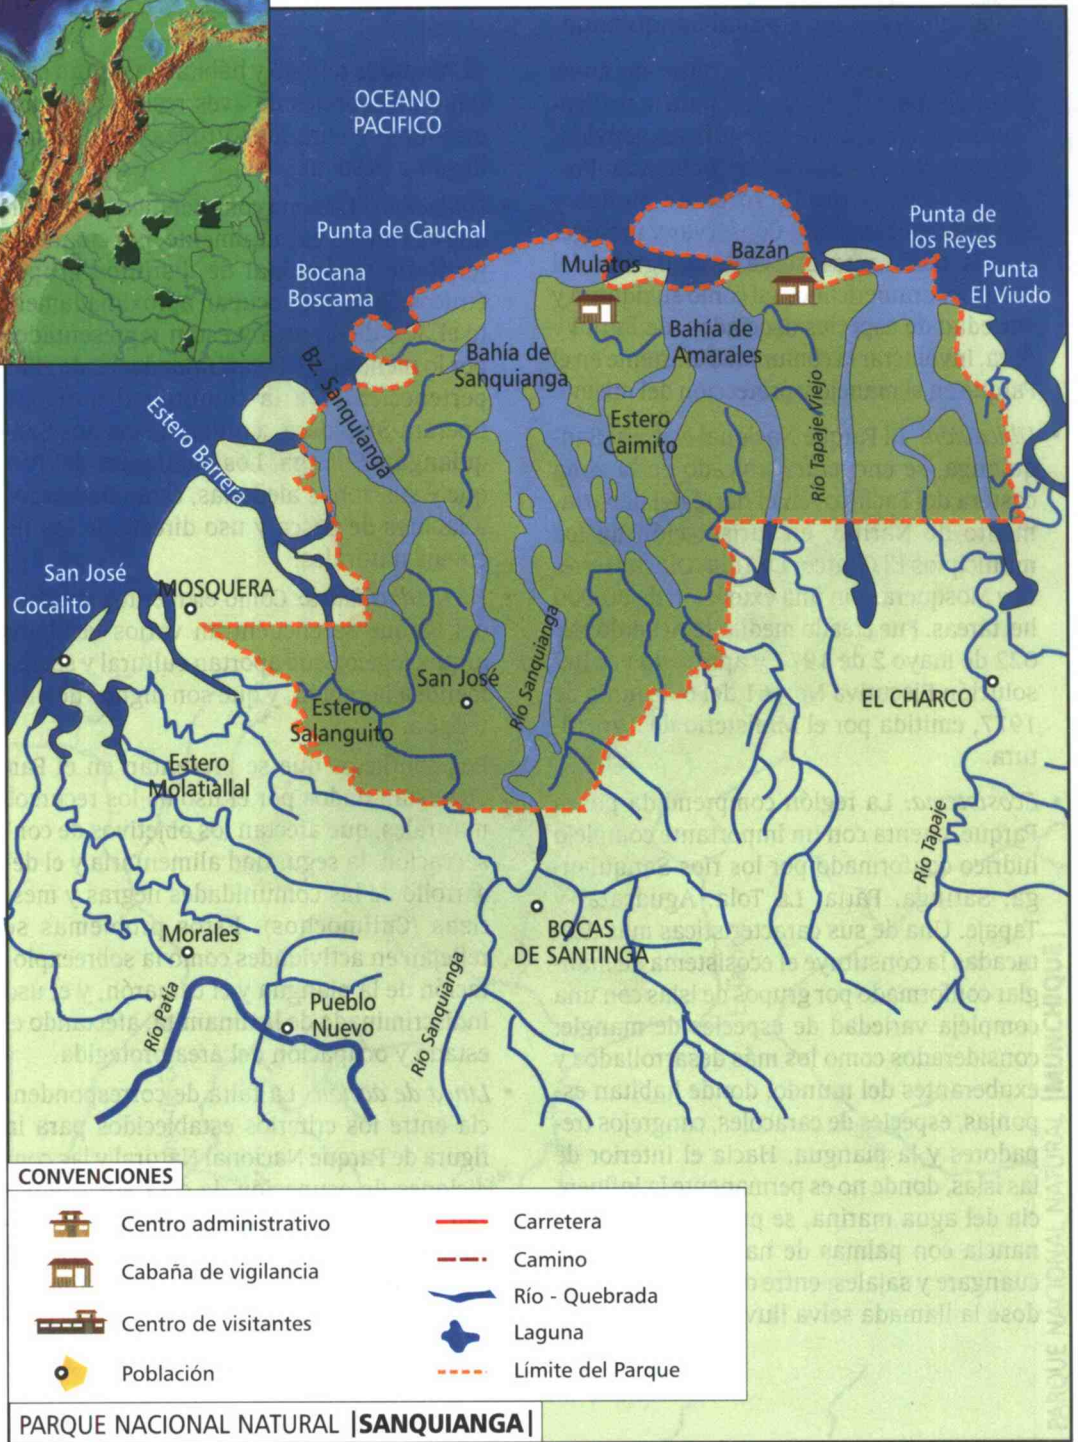 OCEANO
PACIFICO
Punta de Cauchal
Bocana
Boscama
Mulatos
Bazán
Punta de
los Reyes
Punta
El Viudo
Bahía de
Sanquianga
Bahía de
Amarales
Bz. Sanquianga
Estero
Caimito
Río Tapaje Viejo
Estero Barrera
San José
Cocalito
MOSQUERA
San José
Río Sanquianga
EL CHARCO
Estero
Salanguito
Estero
Molatiallal
Río Tapaje
BOCAS
DE SANTINGA
Morales
Río Patía
Pueblo
Nuevo
Río Sanquianga
CONVENCIONES
Centro administrativo
Cabaña de vigilancia
Centro de visitantes
Población
Carretera
Camino
Río - Quebrada
Laguna
Límite del Parque
PARQUE NACIONAL NATURAL |SANQUIANGA|